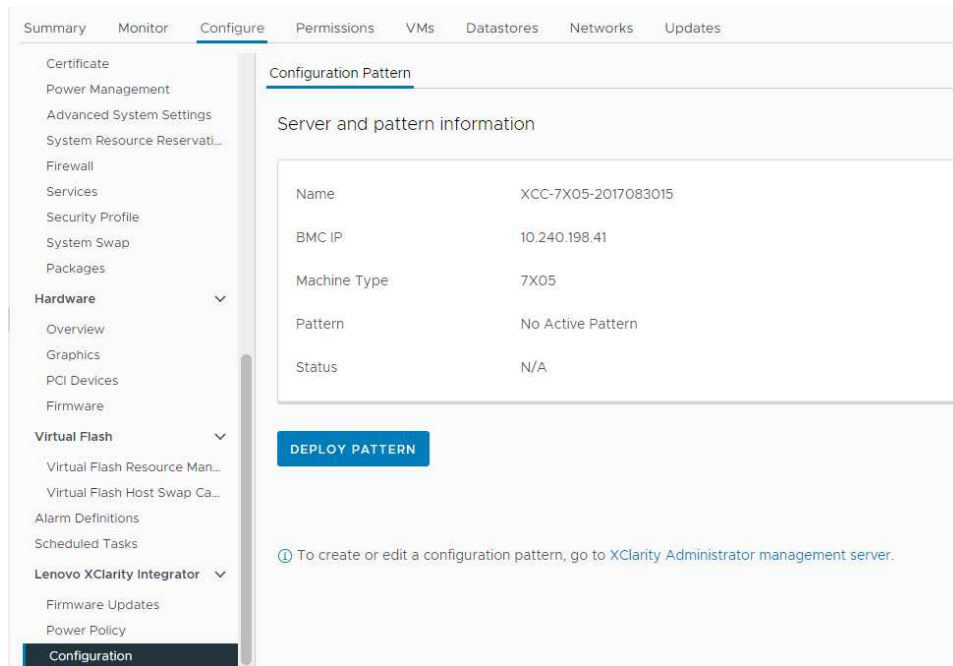 Summary Monitor Configure Permissions VMs Datastores Networks Updates
Certificate
Power Management
Advanced System Settings
System Resource Reservati...
Firewall
Services
Security Profile
System Swap
Packages
Hardware
Overview
Graphics
PCI Devices
Firmware
Virtual Flash
Virtual Flash Resource Man...
Virtual Flash Host Swap Ca...
Alarm Definitions
Scheduled Tasks
Lenovo XClarity Integrator
Firmware Updates
Power Policy
Configuration
Configuration Pattern
Server and pattern information
Name XCC-7X05-2017083015
BMC IP 10.240.198.41
Machine Type 7X05
Pattern No Active Pattern
Status N/A
DEPLOY PATTERN
To create or edit a configuration pattern, go to XClarity Administrator management server.